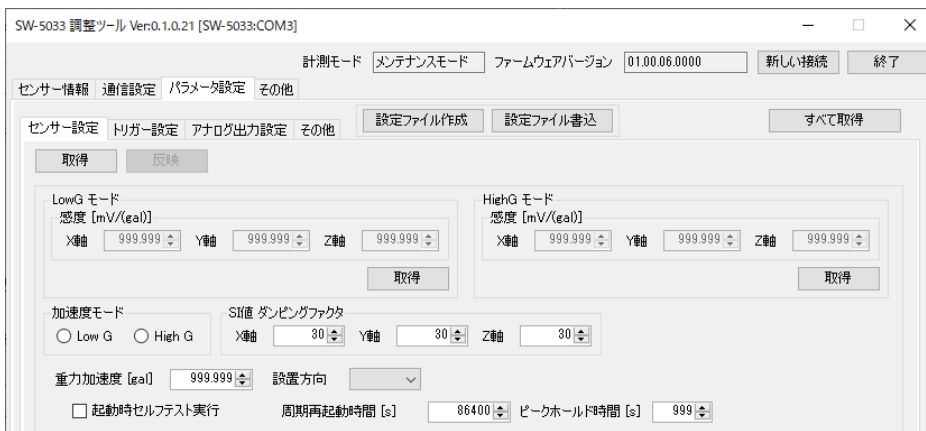 SW-5033 調整ツール Ver:0.1.0.21 [SW-5033:COM3]
計測モード メンテナンスモード ファームウェアバージョン 01.00.06.0000 新しい接続 終了
センサー情報 通信設定 パラメータ設定 その他
センサー設定 トリガー設定 アナログ出力設定 その他 設定ファイル作成 設定ファイル書込 すべて取得
取得 反映
LowG モード HighG モード
感度 [mV/(gal)] 感度 [mV/(gal)]
X軸 999.999 Y軸 999.999 Z軸 999.999 X軸 999.999 Y軸 999.999 Z軸 999.999
取得 取得
加速度モード SI値 ダンピングファクタ
Low G High G X軸 30 Y軸 30 Z軸 30
重力加速度 [gal] 999.999 設置方向
起動時セルフテスト実行 周期再起動時間 [s] 86400 ピークホールド時間 [s] 999